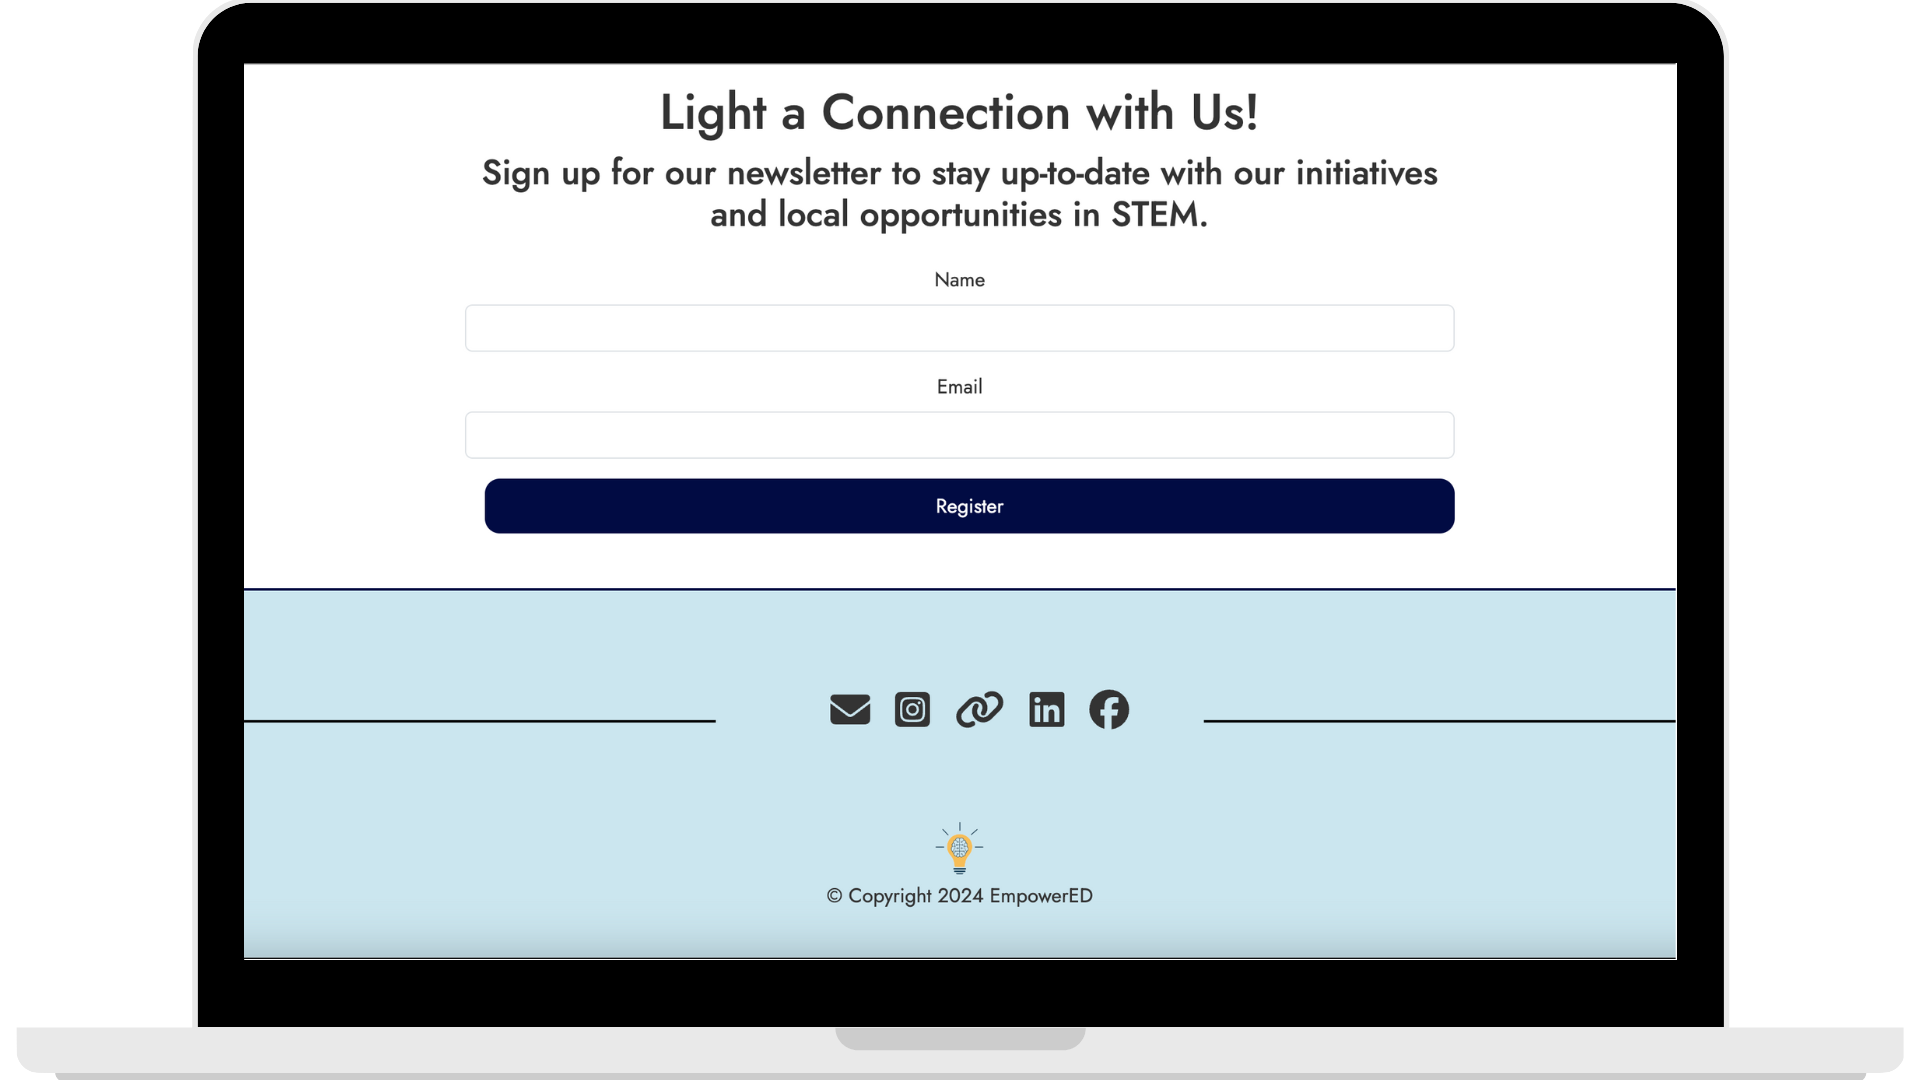 Light a Connection with Us!
Sign up for our newsletter to stay up-to-date with our initiatives
and local opportunities in STEM.
Name
Email
Register
© Copyright 2024 EmpowerED